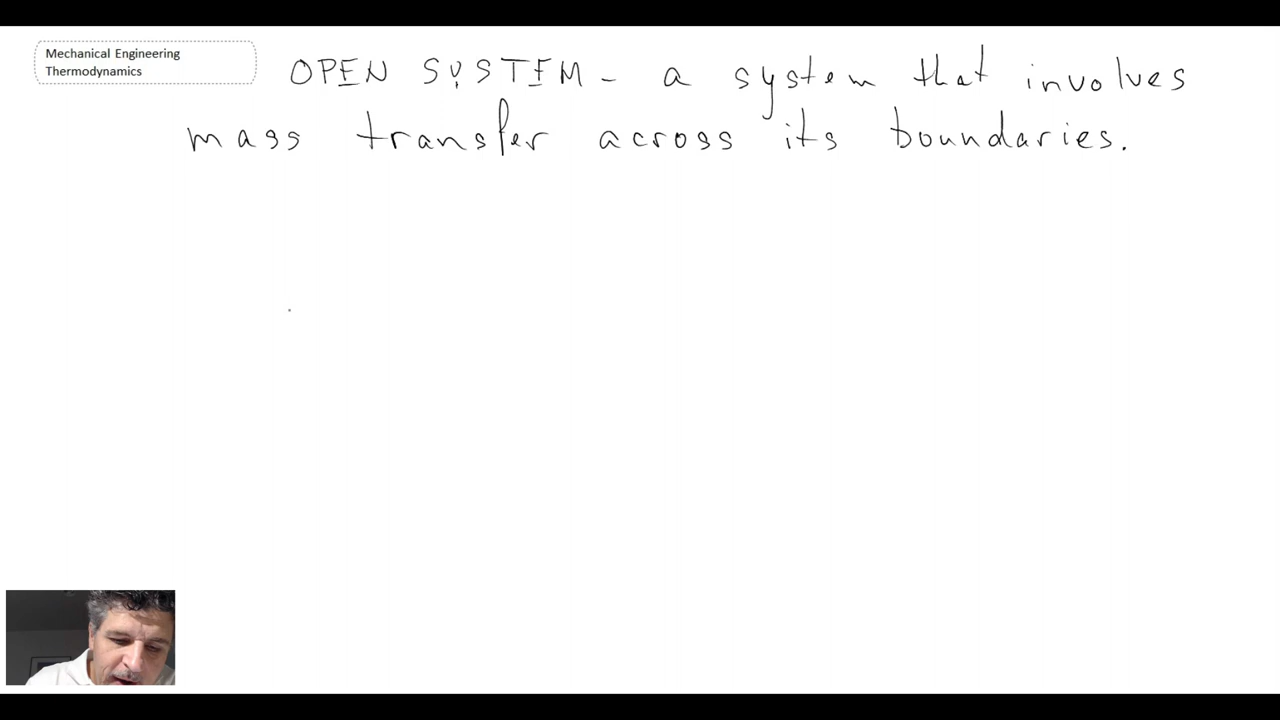 Mechanical Engineering
Thermodynamics
OPEN SYSTEM - a system that involves
mass transfer across its boundaries.